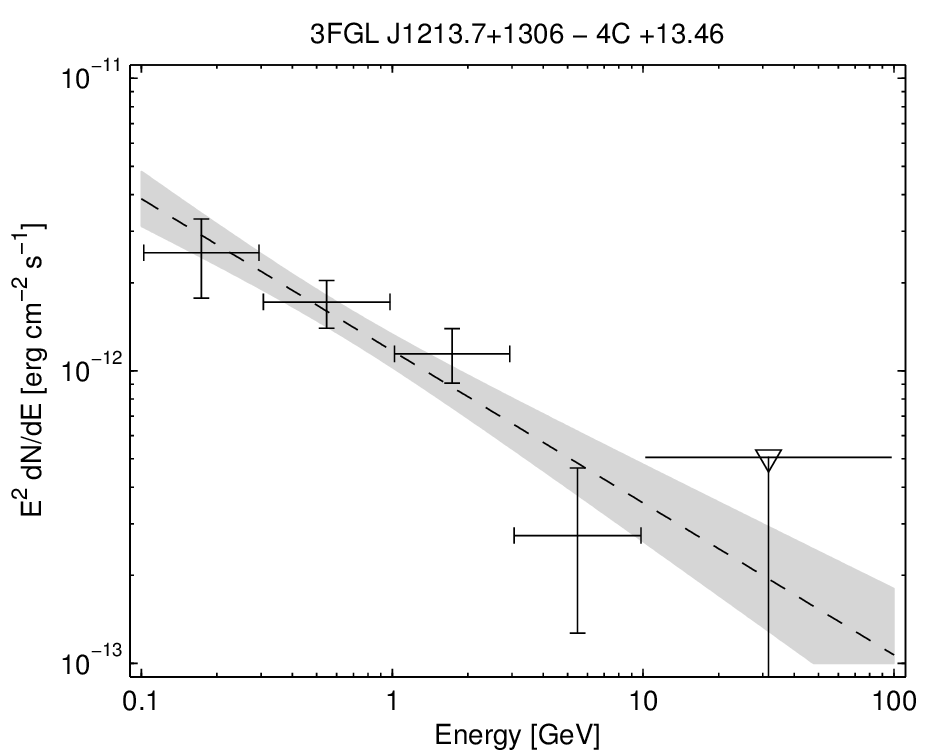 3FGL J1213.7+1306 − 4C +13.46
10⁻¹¹
10⁻¹²
10⁻¹³
E² dN/dE [erg cm⁻² s⁻¹]
0.1 1 10 100
Energy [GeV]